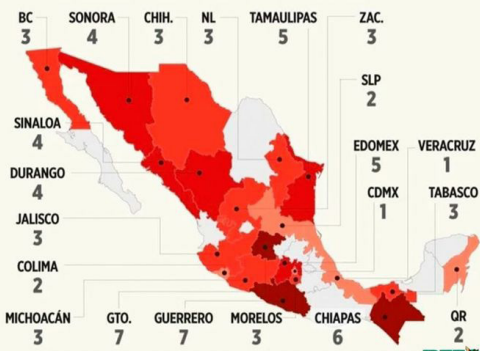 BC SONORA CHIH. NL TAMAULIPAS ZAC.
3 4 3 3 5 3
SLP
2
SINALOA
4
EDOMEX VERACRUZ
5 1
DURANGO
4
CDMX TABASCO
1 3
JALISCO
3
COLIMA
2
MICHOACÁN GTO. GUERRERO MORELOS CHIAPAS QR
3 7 7 3 6 2